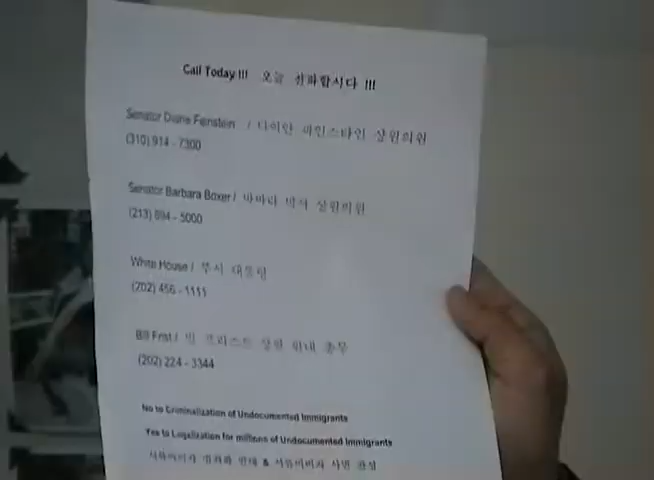 Call Today !!! 오늘 전화합시다 !!!
Senator Diane Feinstein / 다이안 파인스타인 상원의원
(310) 914 - 7300
Senator Barbara Boxer / 바바라 박서 상원의원
(213) 894 - 5000
White House / 부시 대통령
(202) 456 - 1111
Bill Frist / 빌 프리스트 상원 원내 총무
(202) 224 - 3344
No to Criminalization of Undocumented Immigrants
Yes to Legalization for millions of Undocumented Immigrants
&